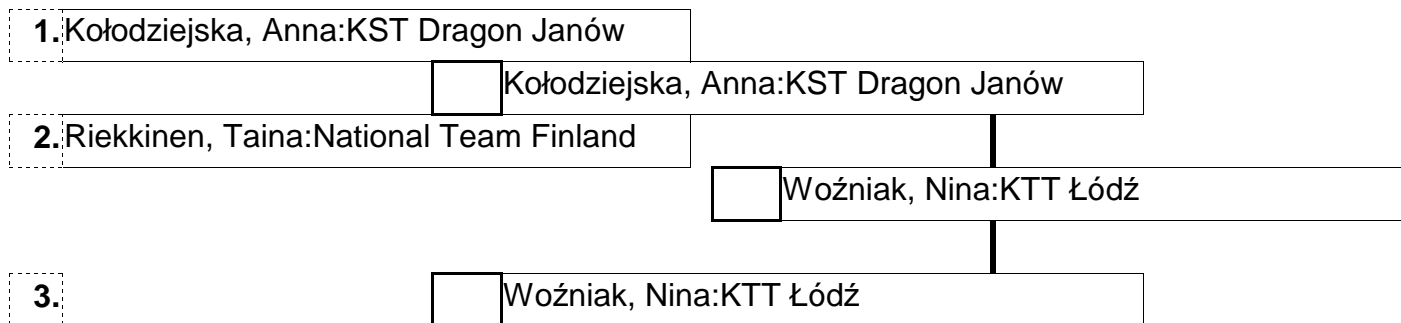 1. Kołodziejska, Anna:KST Dragon Janów
Kołodziejska, Anna:KST Dragon Janów
2. Riekkinen, Taina:National Team Finland
Woźniak, Nina:KTT Łódź
3. Woźniak, Nina:KTT Łódź